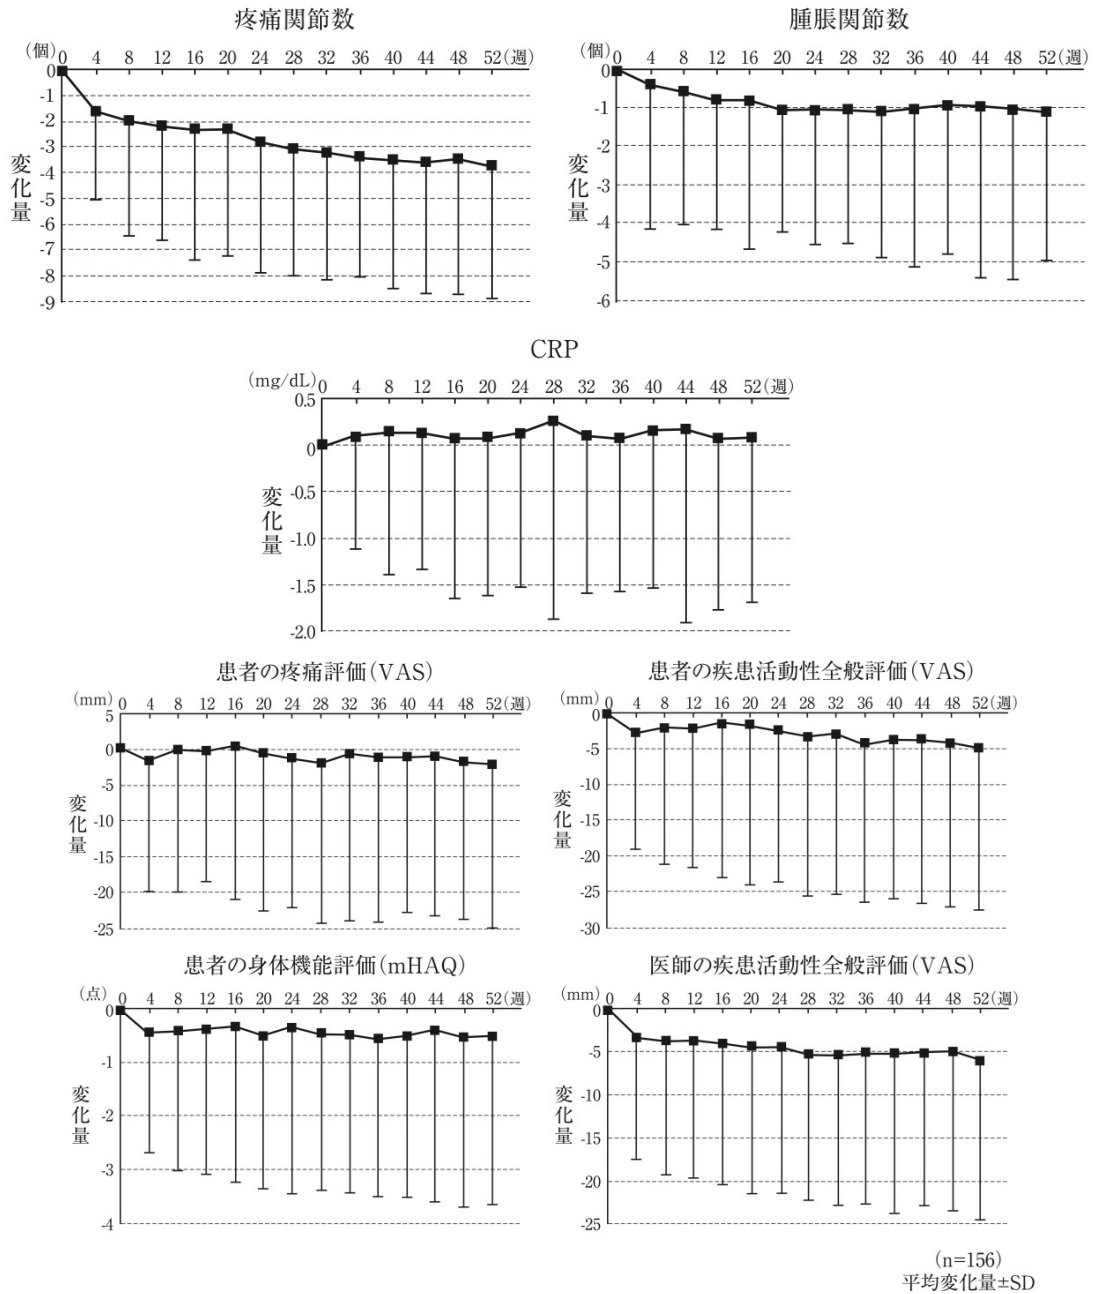 疼痛関節数
(個) 0 4 8 12 16 20 24 28 32 36 40 44 48 52(週)
0
-1
-2
-3
-4
-5
-6
-7
-8
-9
変化量
腫脹関節数
(個) 0 4 8 12 16 20 24 28 32 36 40 44 48 52(週)
0
-1
-2
-3
-4
-5
-6
変化量
CRP
(mg/dL) 0 4 8 12 16 20 24 28 32 36 40 44 48 52(週)
0.5
0
-0.5
-1.0
-1.5
-2.0
変化量
患者の疼痛評価(VAS)
(mm) 0 4 8 12 16 20 24 28 32 36 40 44 48 52(週)
5
0
-5
-10
-15
-20
-25
変化量
患者の疾患活動性全般評価(VAS)
(mm) 0 4 8 12 16 20 24 28 32 36 40 44 48 52(週)
0
-5
-10
-15
-20
-25
-30
変化量
患者の身体機能評価(mHAQ)
(点) 0 4 8 12 16 20 24 28 32 36 40 44 48 52(週)
0
-1
-2
-3
-4
変化量
医師の疾患活動性全般評価(VAS)
(mm) 0 4 8 12 16 20 24 28 32 36 40 44 48 52(週)
0
-5
-10
-15
-20
-25
変化量
(n=156)
平均変化量±SD